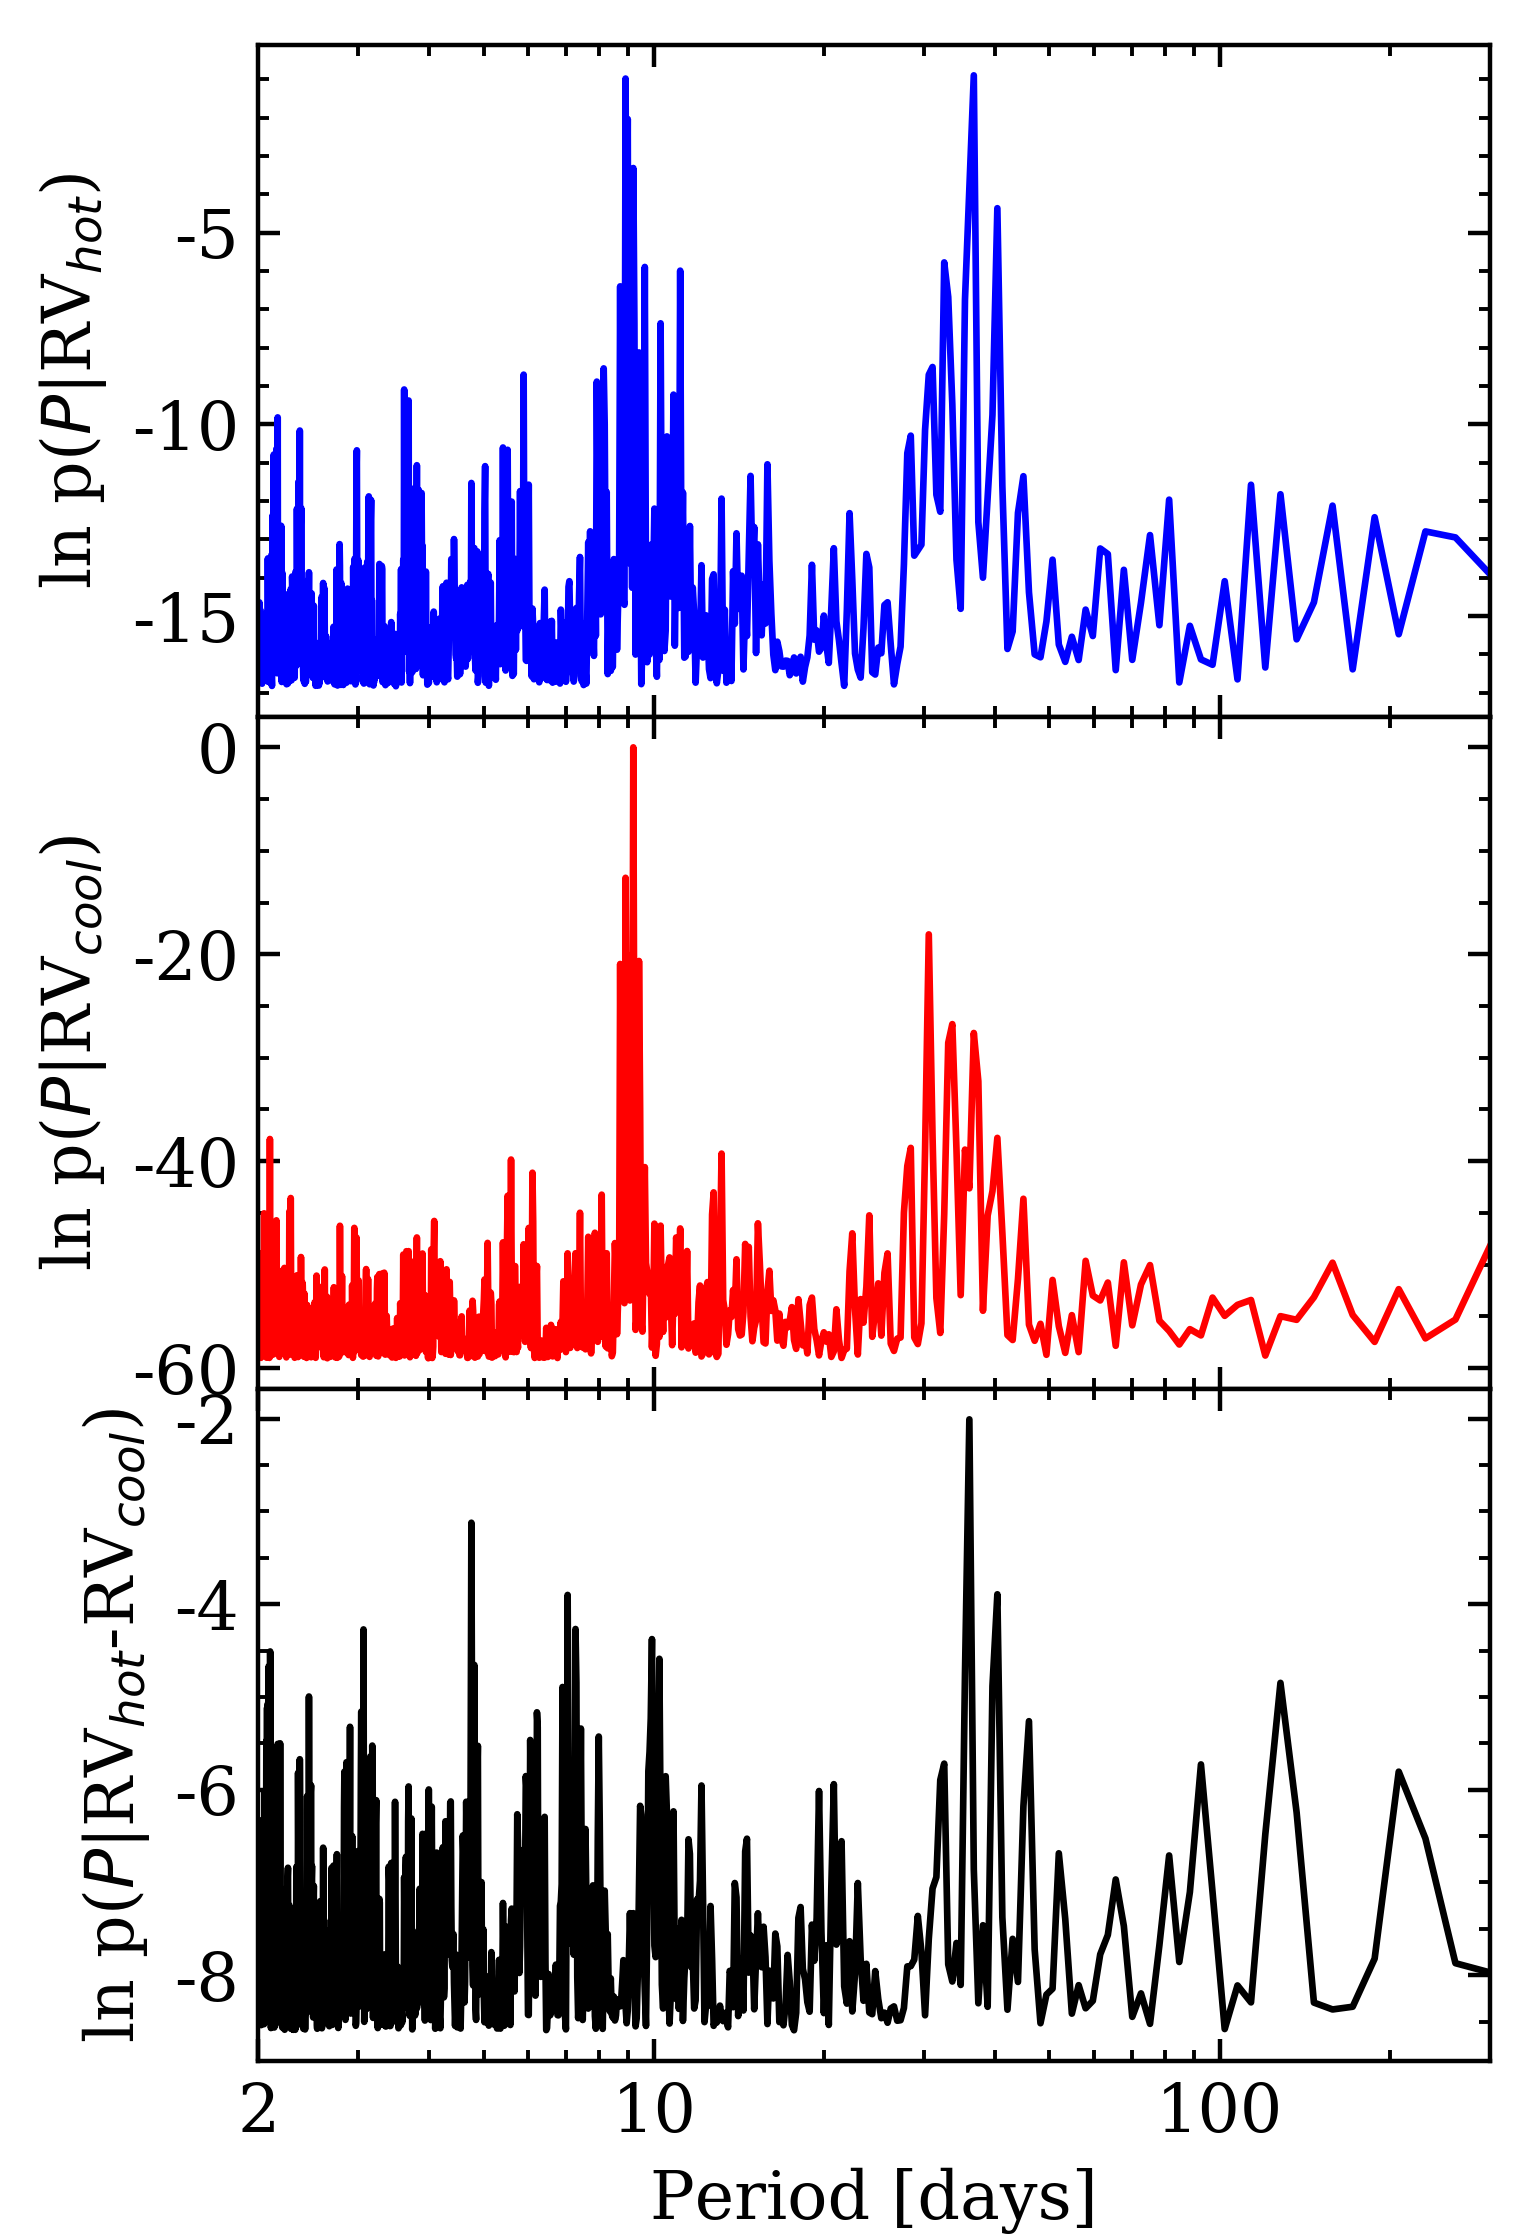 ln p(P|RV_hot)
-5
-10
-15
ln p(P|RV_cool)
0
-20
-40
-60
ln p(P|RV_hot-RV_cool)
-2
-4
-6
-8
2 10 100
Period [days]